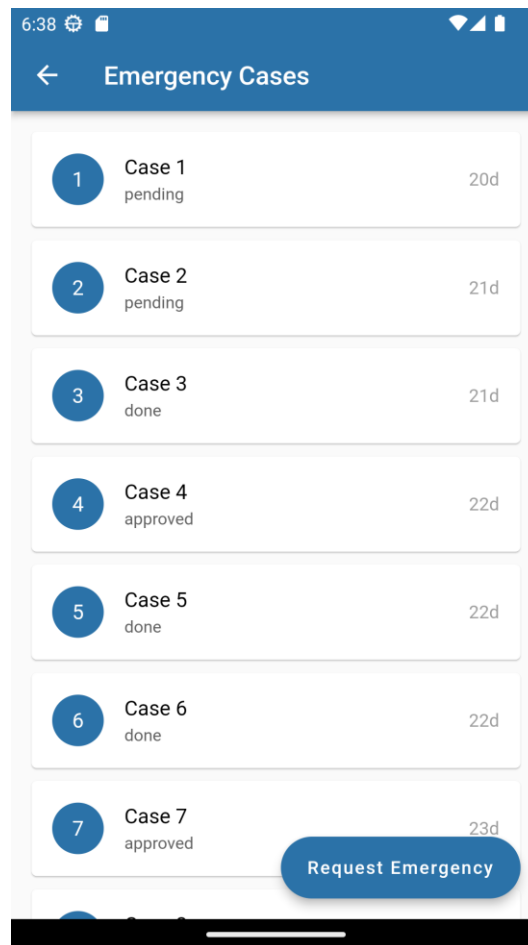 6:38
Emergency Cases
1
Case 1
pending
20d
2
Case 2
pending
21d
3
Case 3
done
21d
4
Case 4
approved
22d
5
Case 5
done
22d
6
Case 6
done
22d
7
Case 7
approved
23d
Request Emergency